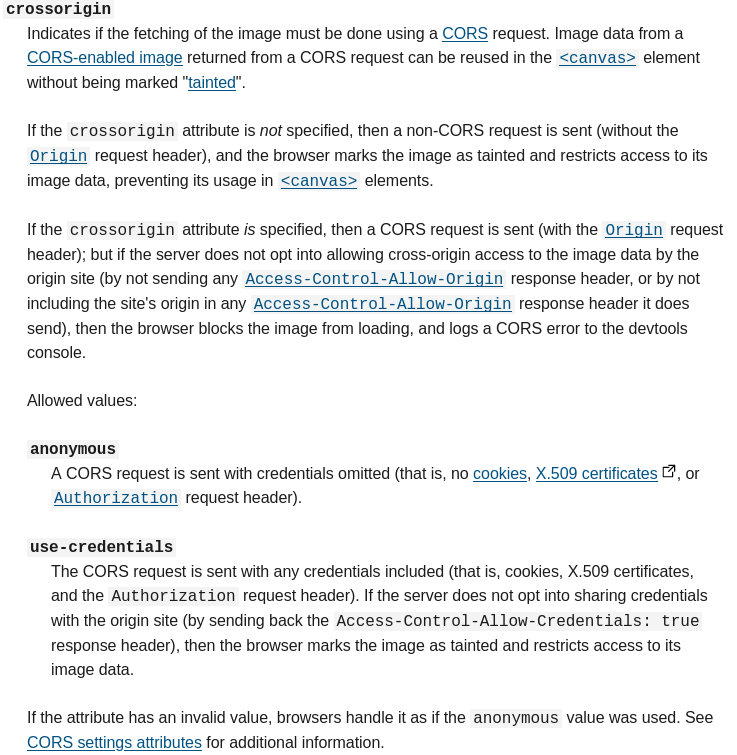 crossorigin
Indicates if the fetching of the image must be done using a CORS request. Image data from a
CORS-enabled image returned from a CORS request can be reused in the <canvas> element
without being marked "tainted".
If the crossorigin attribute is not specified, then a non-CORS request is sent (without the
Origin request header), and the browser marks the image as tainted and restricts access to its
image data, preventing its usage in <canvas> elements.
If the crossorigin attribute is specified, then a CORS request is sent (with the Origin request
header); but if the server does not opt into allowing cross-origin access to the image data by the
origin site (by not sending any Access-Control-Allow-Origin response header, or by not
including the site's origin in any Access-Control-Allow-Origin response header it does
send), then the browser blocks the image from loading, and logs a CORS error to the devtools
console.
Allowed values:
anonymous
A CORS request is sent with credentials omitted (that is, no cookies, X.509 certificates, or
Authorization request header).
use-credentials
The CORS request is sent with any credentials included (that is, cookies, X.509 certificates,
and the Authorization request header). If the server does not opt into sharing credentials
with the origin site (by sending back the Access-Control-Allow-Credentials: true
response header), then the browser marks the image as tainted and restricts access to its
image data.
If the attribute has an invalid value, browsers handle it as if the anonymous value was used. See
CORS settings attributes for additional information.